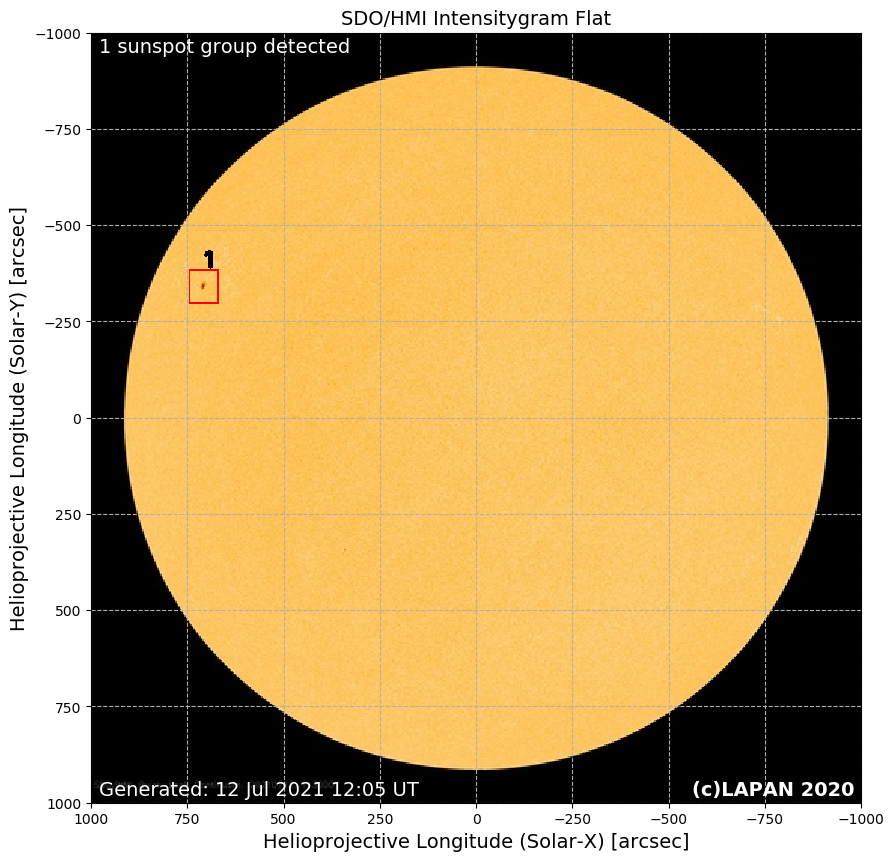 SDO/HMI Intensitygram Flat
1 sunspot group detected
1
−1000
−750
−500
−250
0
250
500
750
1000
Helioprojective Longitude (Solar-Y) [arcsec]
Generated: 12 Jul 2021 12:05 UT
(c)LAPAN 2020
1000 750 500 250 0 −250 −500 −750 −1000
Helioprojective Longitude (Solar-X) [arcsec]